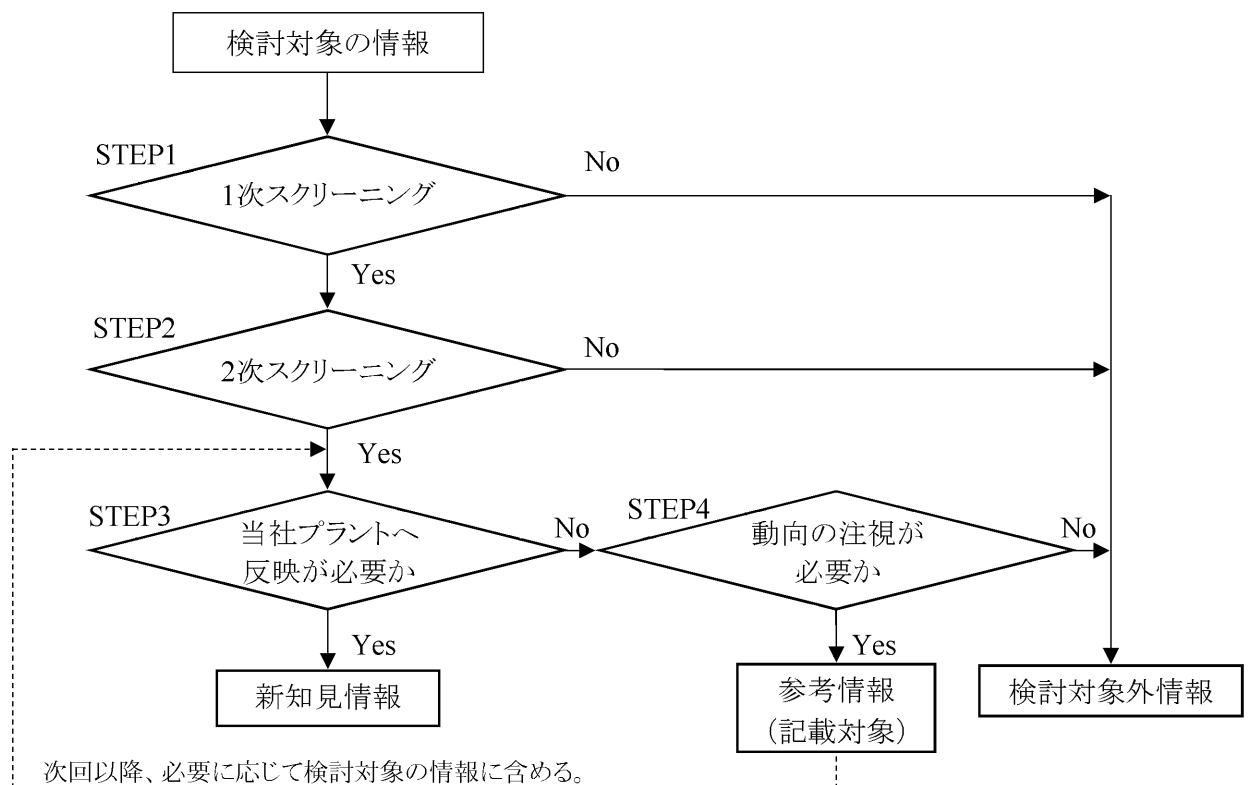 検討対象の情報
STEP1
No
1次スクリーニング
Yes
STEP2
No
2次スクリーニング
Yes
STEP3
当社プラントへ
反映が必要か
No
STEP4
動向の注視が
必要か
No
Yes
Yes
新知見情報
参考情報
（記載対象）
検討対象外情報
次回以降、必要に応じて検討対象の情報に含める。